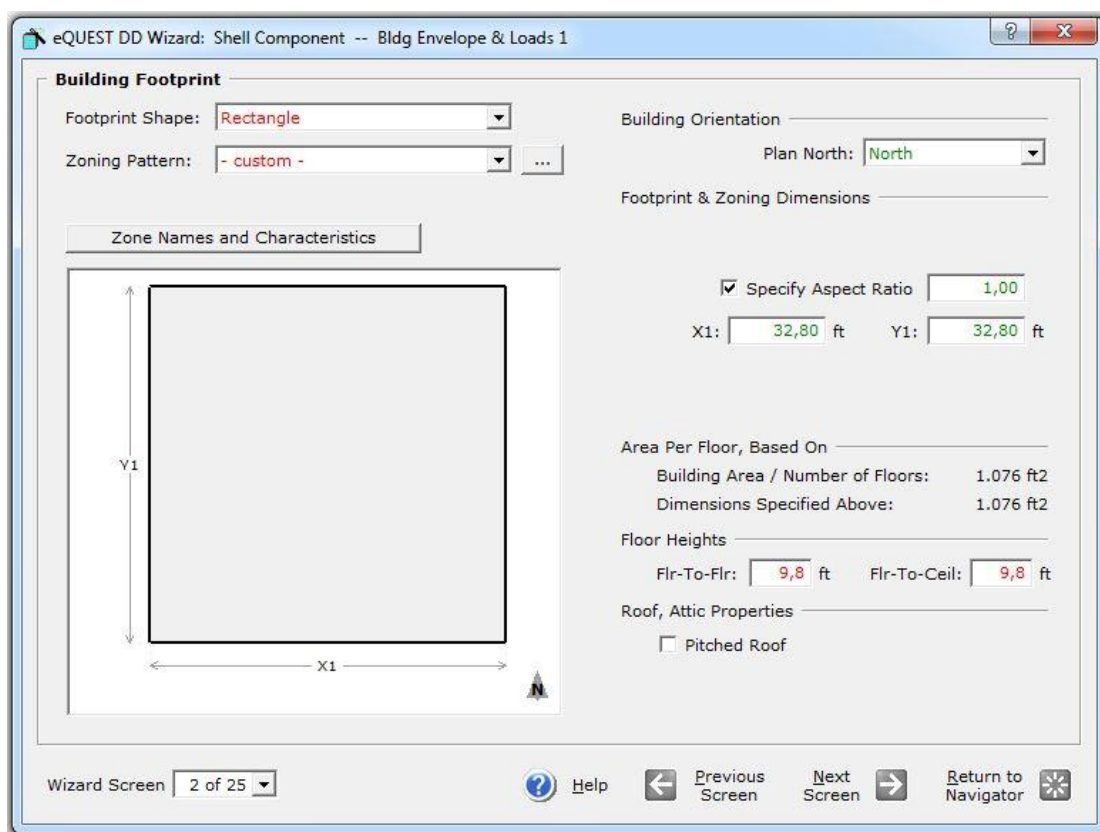 eQUEST DD Wizard: Shell Component -- Bldg Envelope & Loads 1
Building Footprint
Footprint Shape: Rectangle
Zoning Pattern: - custom - ...
Zone Names and Characteristics
Y1
X1
N
Building Orientation
Plan North: North
Footprint & Zoning Dimensions
Specify Aspect Ratio 1,00
X1: 32,80 ft Y1: 32,80 ft
Area Per Floor, Based On
Building Area / Number of Floors: 1.076 ft2
Dimensions Specified Above: 1.076 ft2
Floor Heights
Flr-To-Flr: 9,8 ft Flr-To-Ceil: 9,8 ft
Roof, Attic Properties
Pitched Roof
Wizard Screen 2 of 25
? Help
Previous
Screen
Next
Screen
Return to
Navigator